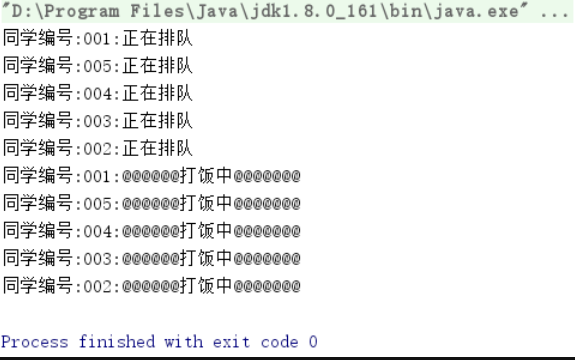 "D:\Program Files\Java\jdk1.8.0_161\bin\java.exe" ...
同学编号:001:正在排队
同学编号:005:正在排队
同学编号:004:正在排队
同学编号:003:正在排队
同学编号:002:正在排队
同学编号:001:@@@@@@打饭中@@@@@@@
同学编号:005:@@@@@@打饭中@@@@@@@
同学编号:004:@@@@@@打饭中@@@@@@@
同学编号:003:@@@@@@打饭中@@@@@@@
同学编号:002:@@@@@@打饭中@@@@@@@
Process finished with exit code 0